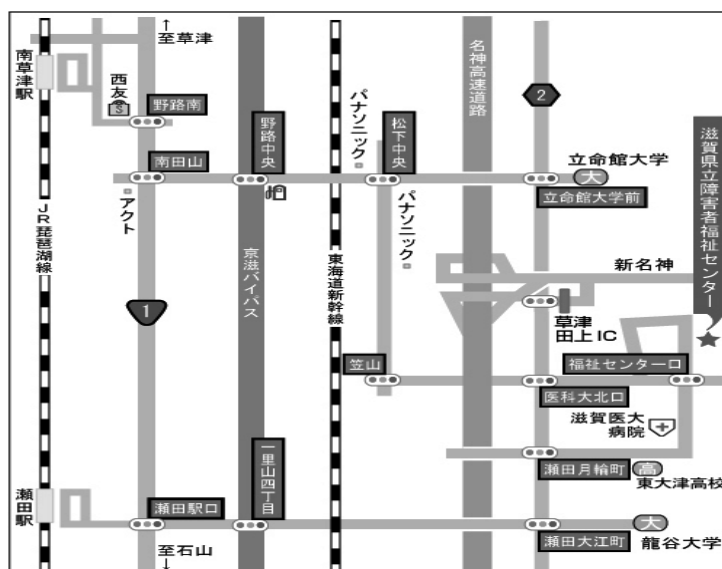 ↑
至草津
南草津駅
西友
S
野路南
南田山
アクト
野路中央
パナソニック
松下中央
パナソニック
名神高速道路
2
立命館大学
大
立命館大学前
滋賀県立障害者福祉センター
JR琵琶湖線
1
京滋バイパス
東海道新幹線
新名神
草津
田上IC
笠山
福祉センター口
医科大北口
滋賀医大
病院
瀬田月輪町
高
東大津高校
一里山四丁目
瀬田駅
瀬田駅口
瀬田大江町
大
龍谷大学
至石山
↓